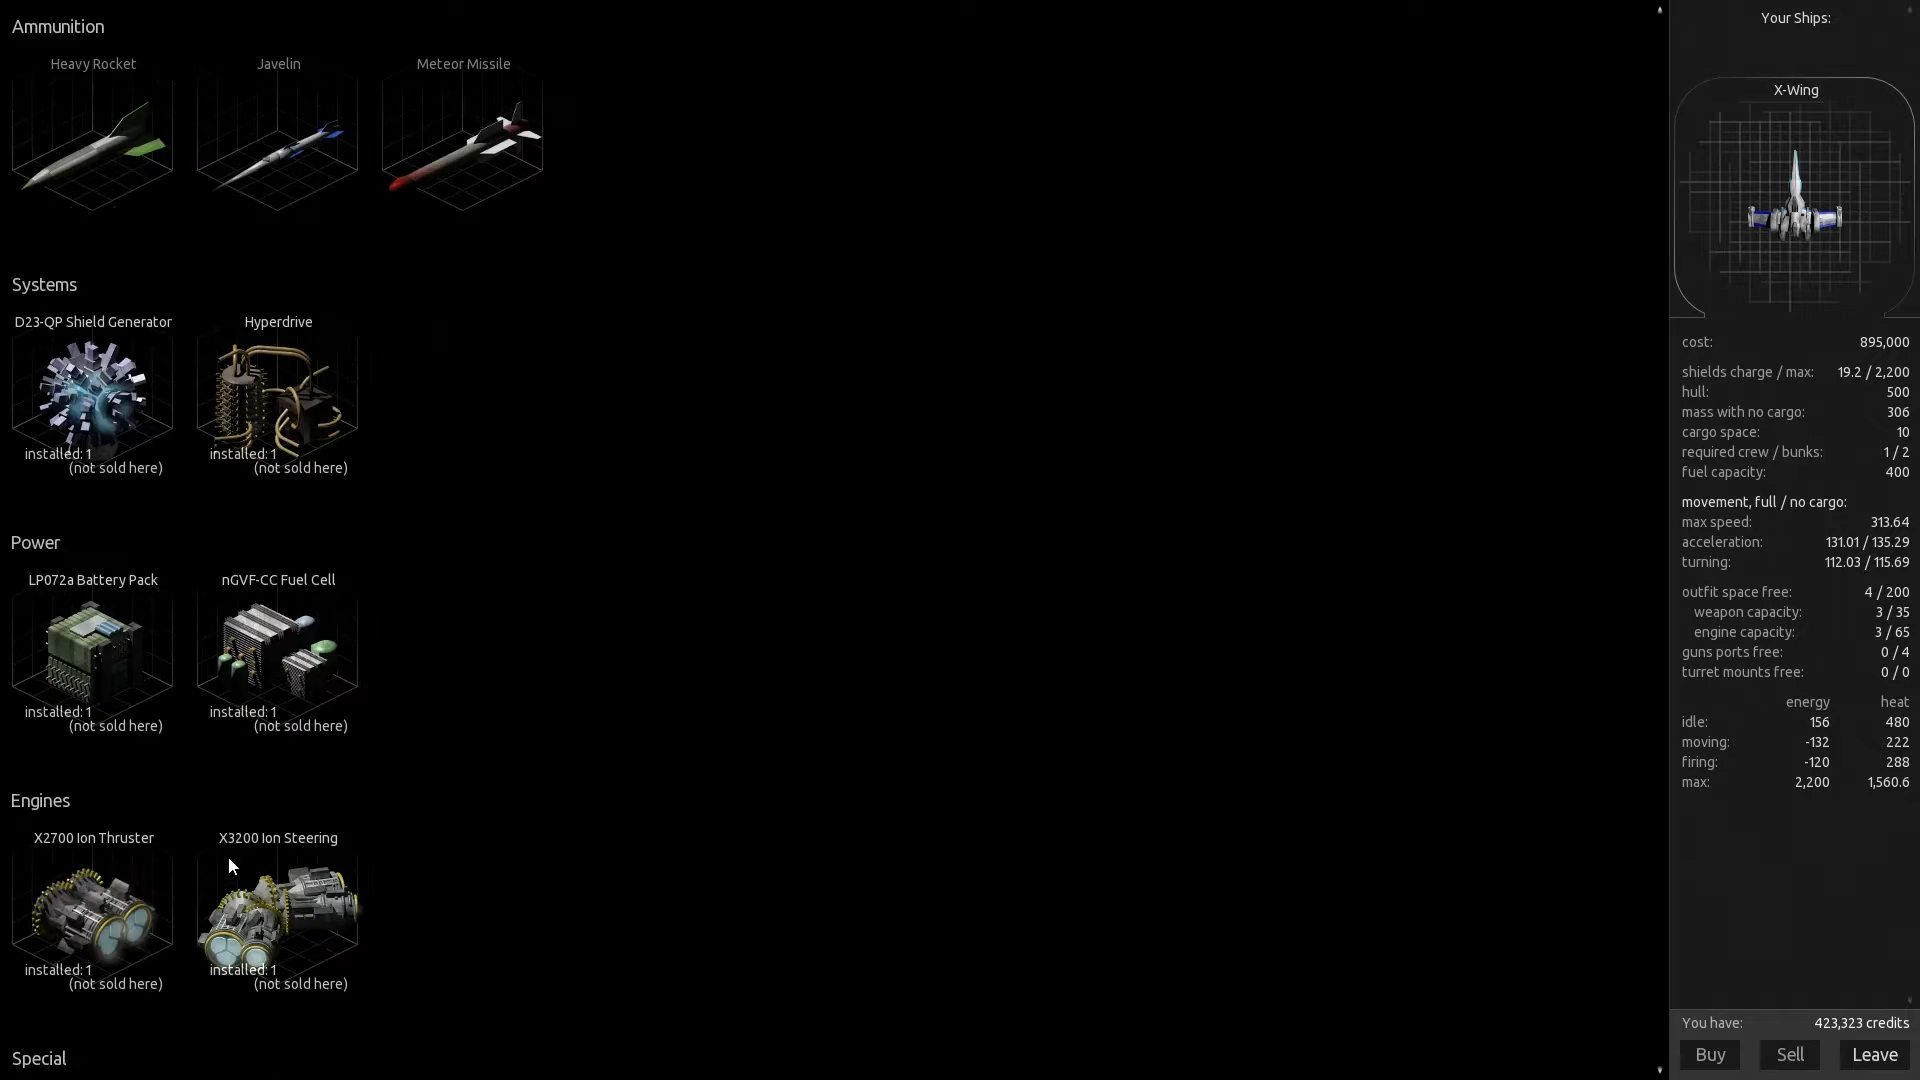 Ammunition
Heavy Rocket
Javelin
Meteor Missile
Systems
D23-QP Shield Generator
Hyperdrive
installed: 1
(not sold here)
installed: 1
(not sold here)
Power
LP072a Battery Pack
nGVF-CC Fuel Cell
installed: 1
(not sold here)
installed: 1
(not sold here)
Engines
X2700 Ion Thruster
X3200 Ion Steering
installed: 1
(not sold here)
installed: 1
(not sold here)
Special
Your Ships:
X-Wing
cost: 895,000
shields charge / max: 19.2 / 2,200
hull: 500
mass with no cargo: 306
cargo space: 10
required crew / bunks: 1 / 2
fuel capacity: 400
movement, full / no cargo:
max speed: 313.64
acceleration: 131.01 / 135.29
turning: 112.03 / 115.69
outfit space free: 4 / 200
weapon capacity: 3 / 35
engine capacity: 3 / 65
guns ports free: 0 / 4
turret mounts free: 0 / 0
energy heat
idle: 156 480
moving: -132 222
firing: -120 288
max: 2,200 1,560.6
You have: 423,323 credits
Buy Sell Leave